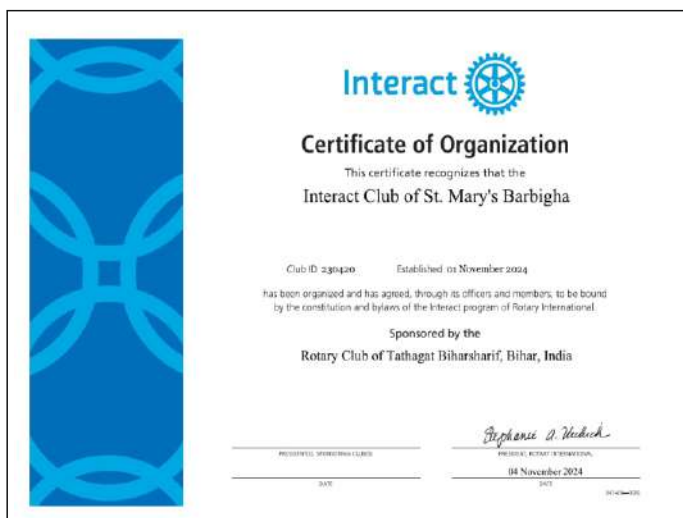 Interact
Certificate of Organization
This certificate recognizes that the
Interact Club of St. Mary's Barbigha
Club ID 230420 Established 01 November 2024
has been organized and has agreed, through its officers and members, to be bound
by the constitution and bylaws of the Interact program of Rotary International.
Sponsored by the
Rotary Club of Tathagat Biharsharif, Bihar, India
Stephanie A. Urchick
PRESIDENT, ROTARY INTERNATIONAL
04 November 2024
DATE
DATE